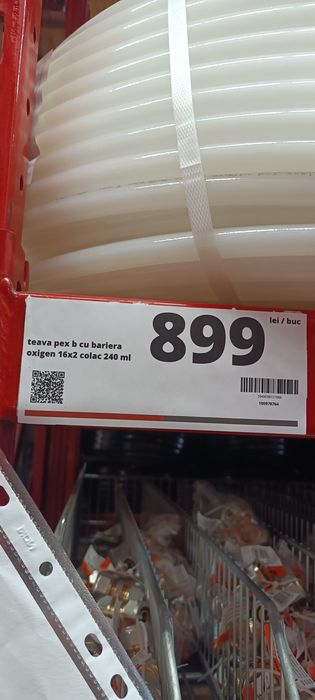 teava pex b cu bariera
oxigen 16x2 colac 240 ml
899
lei / buc
100978764